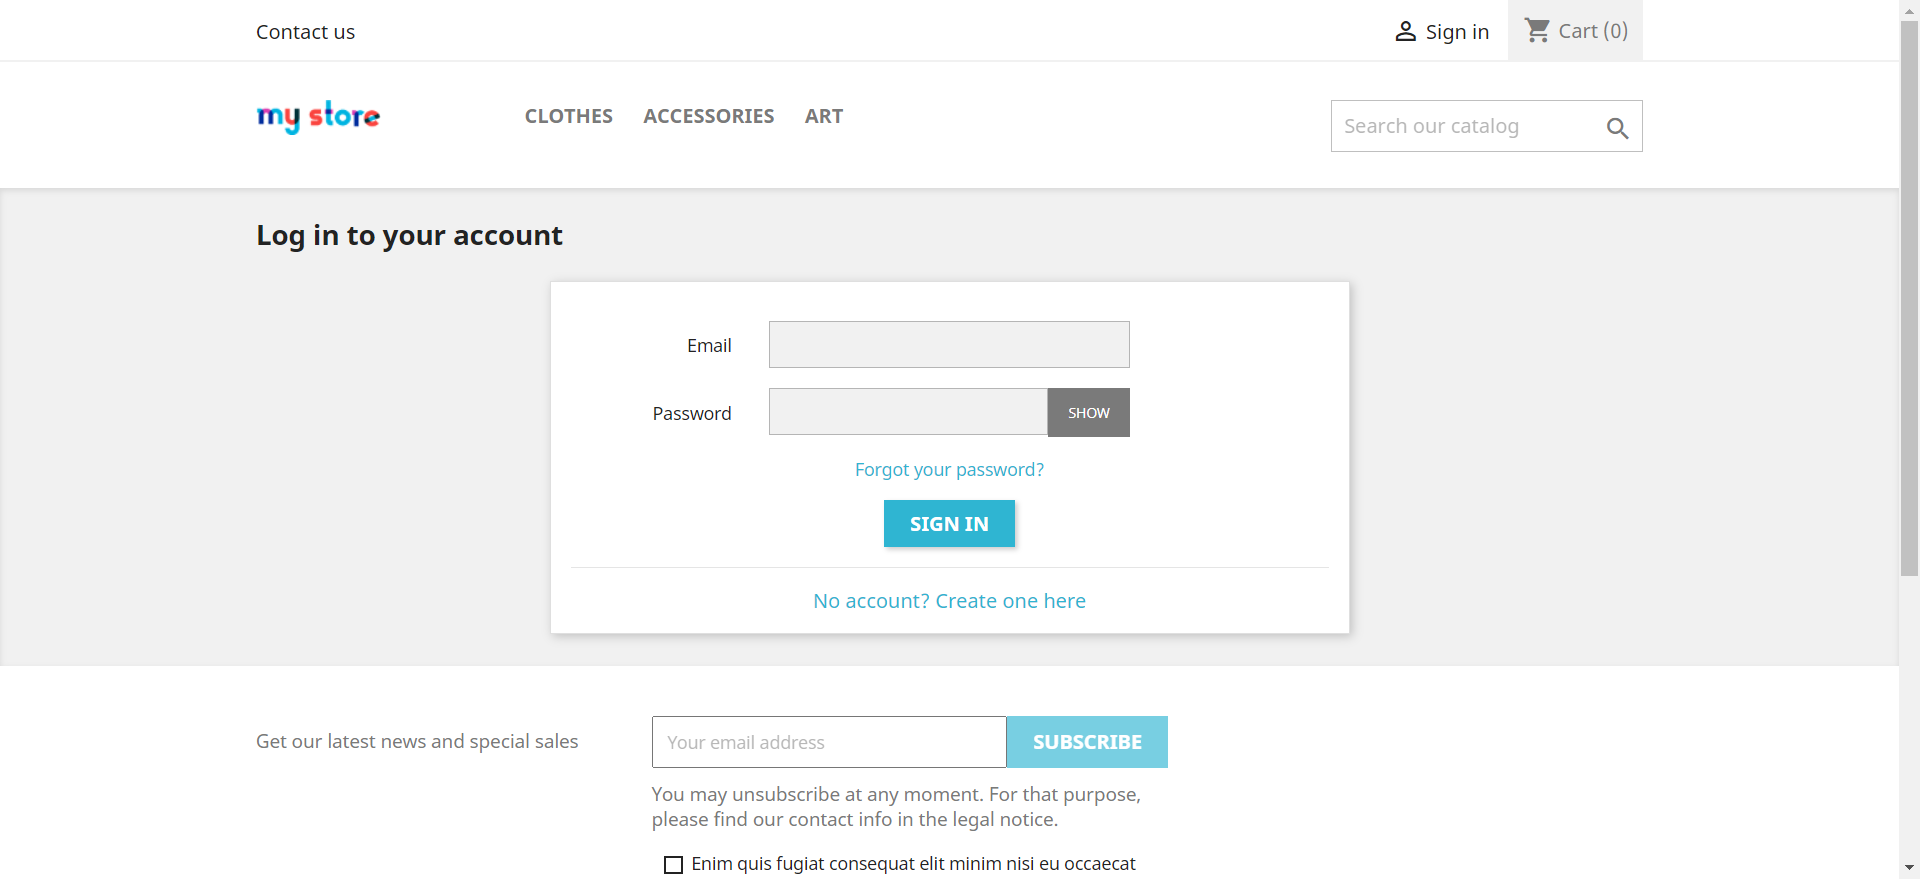 Contact us
Sign in
Cart (0)
my store
CLOTHES
ACCESSORIES
ART
Search our catalog
Log in to your account
Email
Password
SHOW
Forgot your password?
SIGN IN
No account? Create one here
Get our latest news and special sales
Your email address
SUBSCRIBE
You may unsubscribe at any moment. For that purpose,
please find our contact info in the legal notice.
Enim quis fugiat consequat elit minim nisi eu occaecat